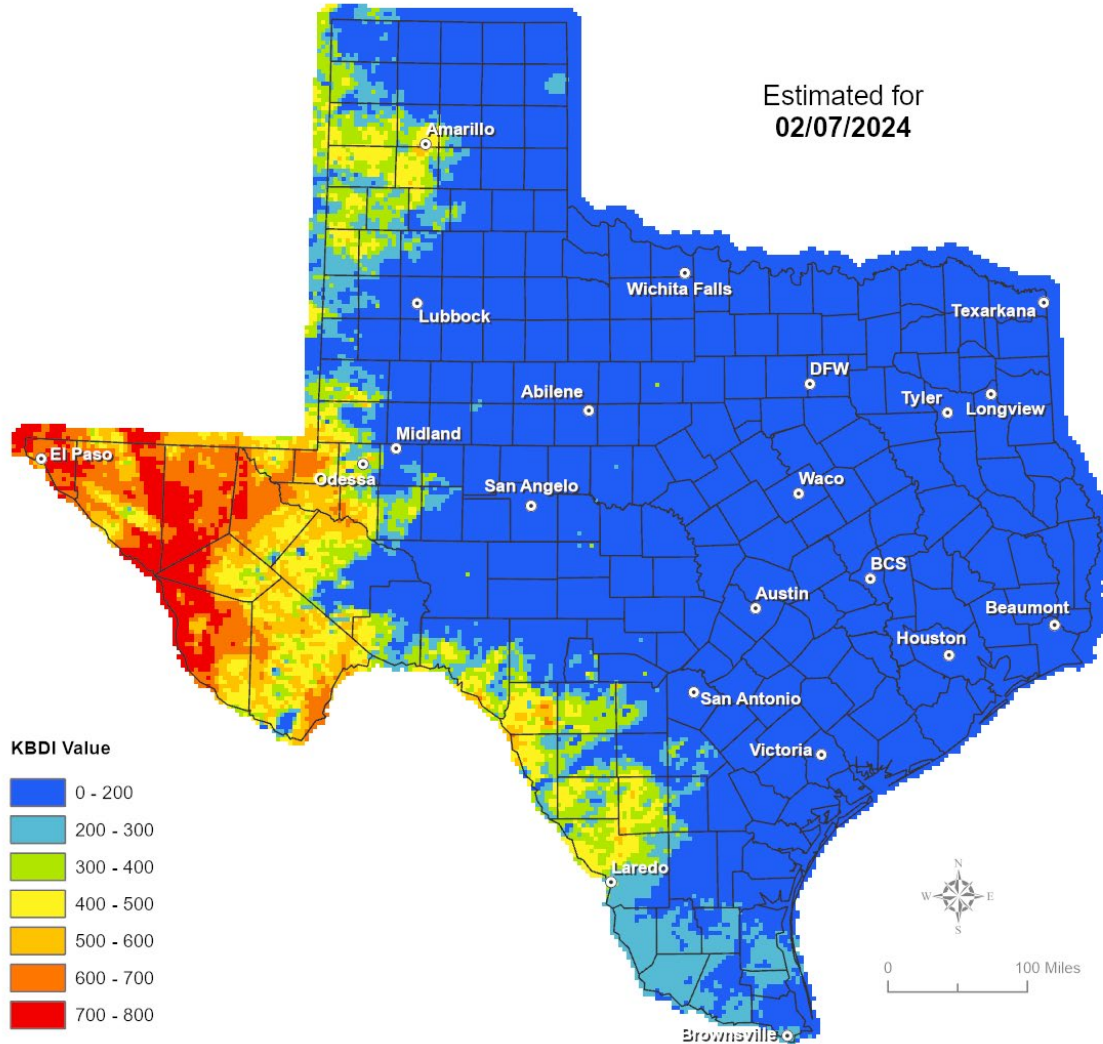 Estimated for
02/07/2024
Amarillo
Wichita Falls
Lubbock
Texarkana
DFW
Abilene
Tyler
Longview
Midland
El Paso
Odessa
San Angelo
Waco
BCS
Austin
Beaumont
Houston
San Antonio
Victoria
Laredo
Brownsville
KBDI Value
0 - 200
200 - 300
300 - 400
400 - 500
500 - 600
600 - 700
700 - 800
N
W E
S
0 100 Miles